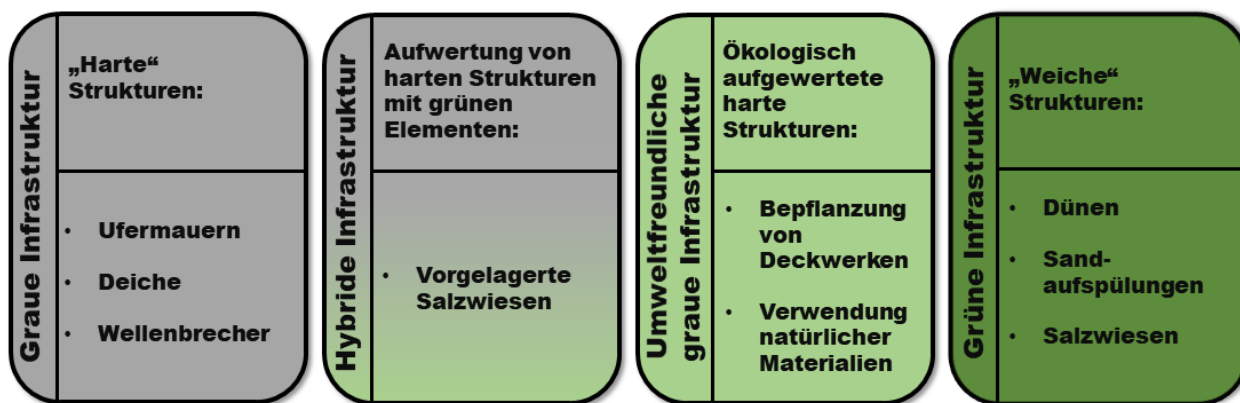 Graue Infrastruktur
„Harte“
Strukturen:
• Ufermauern
• Deiche
• Wellenbrecher
Hybride Infrastruktur
Aufwertung von
harten Strukturen
mit grünen
Elementen:
• Vorgelagerte
Salzwiesen
Umweltfreundliche
graue Infrastruktur
Ökologisch
aufgewertete
harte
Strukturen:
• Bepflanzung
von
Deckwerken
• Verwendung
natürlicher
Materialien
Grüne Infrastruktur
„Weiche“
Strukturen:
• Dünen
• Sand-
aufspülungen
• Salzwiesen